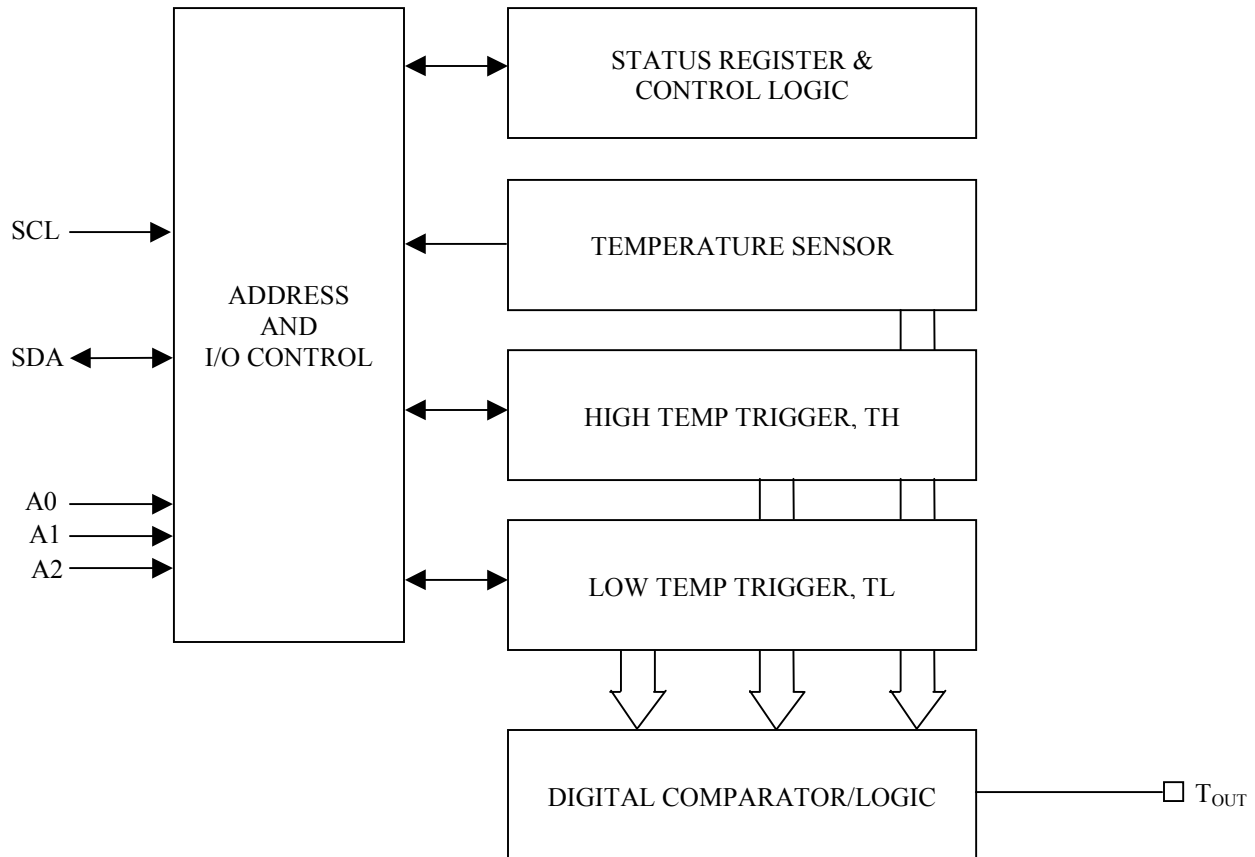 STATUS REGISTER &
CONTROL LOGIC
SCL
TEMPERATURE SENSOR
ADDRESS
AND
I/O CONTROL
SDA
HIGH TEMP TRIGGER, TH
A0
A1
A2
LOW TEMP TRIGGER, TL
DIGITAL COMPARATOR/LOGIC
TOUT